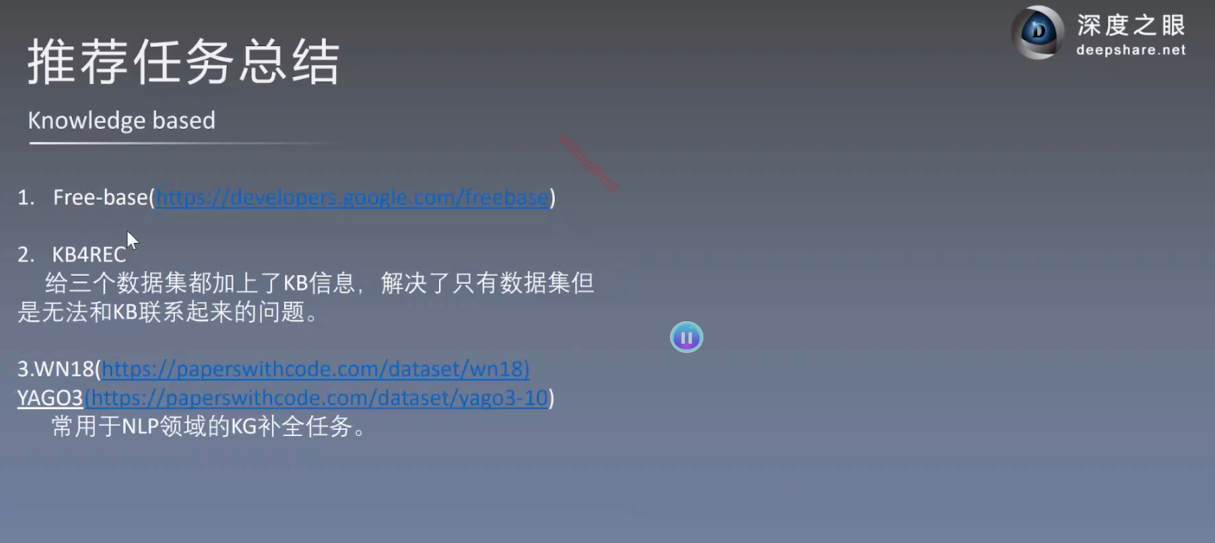 推荐任务总结
深度之眼
deepshare.net
Knowledge based
1. Free-base(https://developers.google.com/freebase)
2. KB4REC
给三个数据集都加上了KB信息，解决了只有数据集但
是无法和KB联系起来的问题。
3.WN18(https://paperswithcode.com/dataset/wn18)
YAGO3(https://paperswithcode.com/dataset/yago3-10)
常用于NLP领域的KG补全任务。